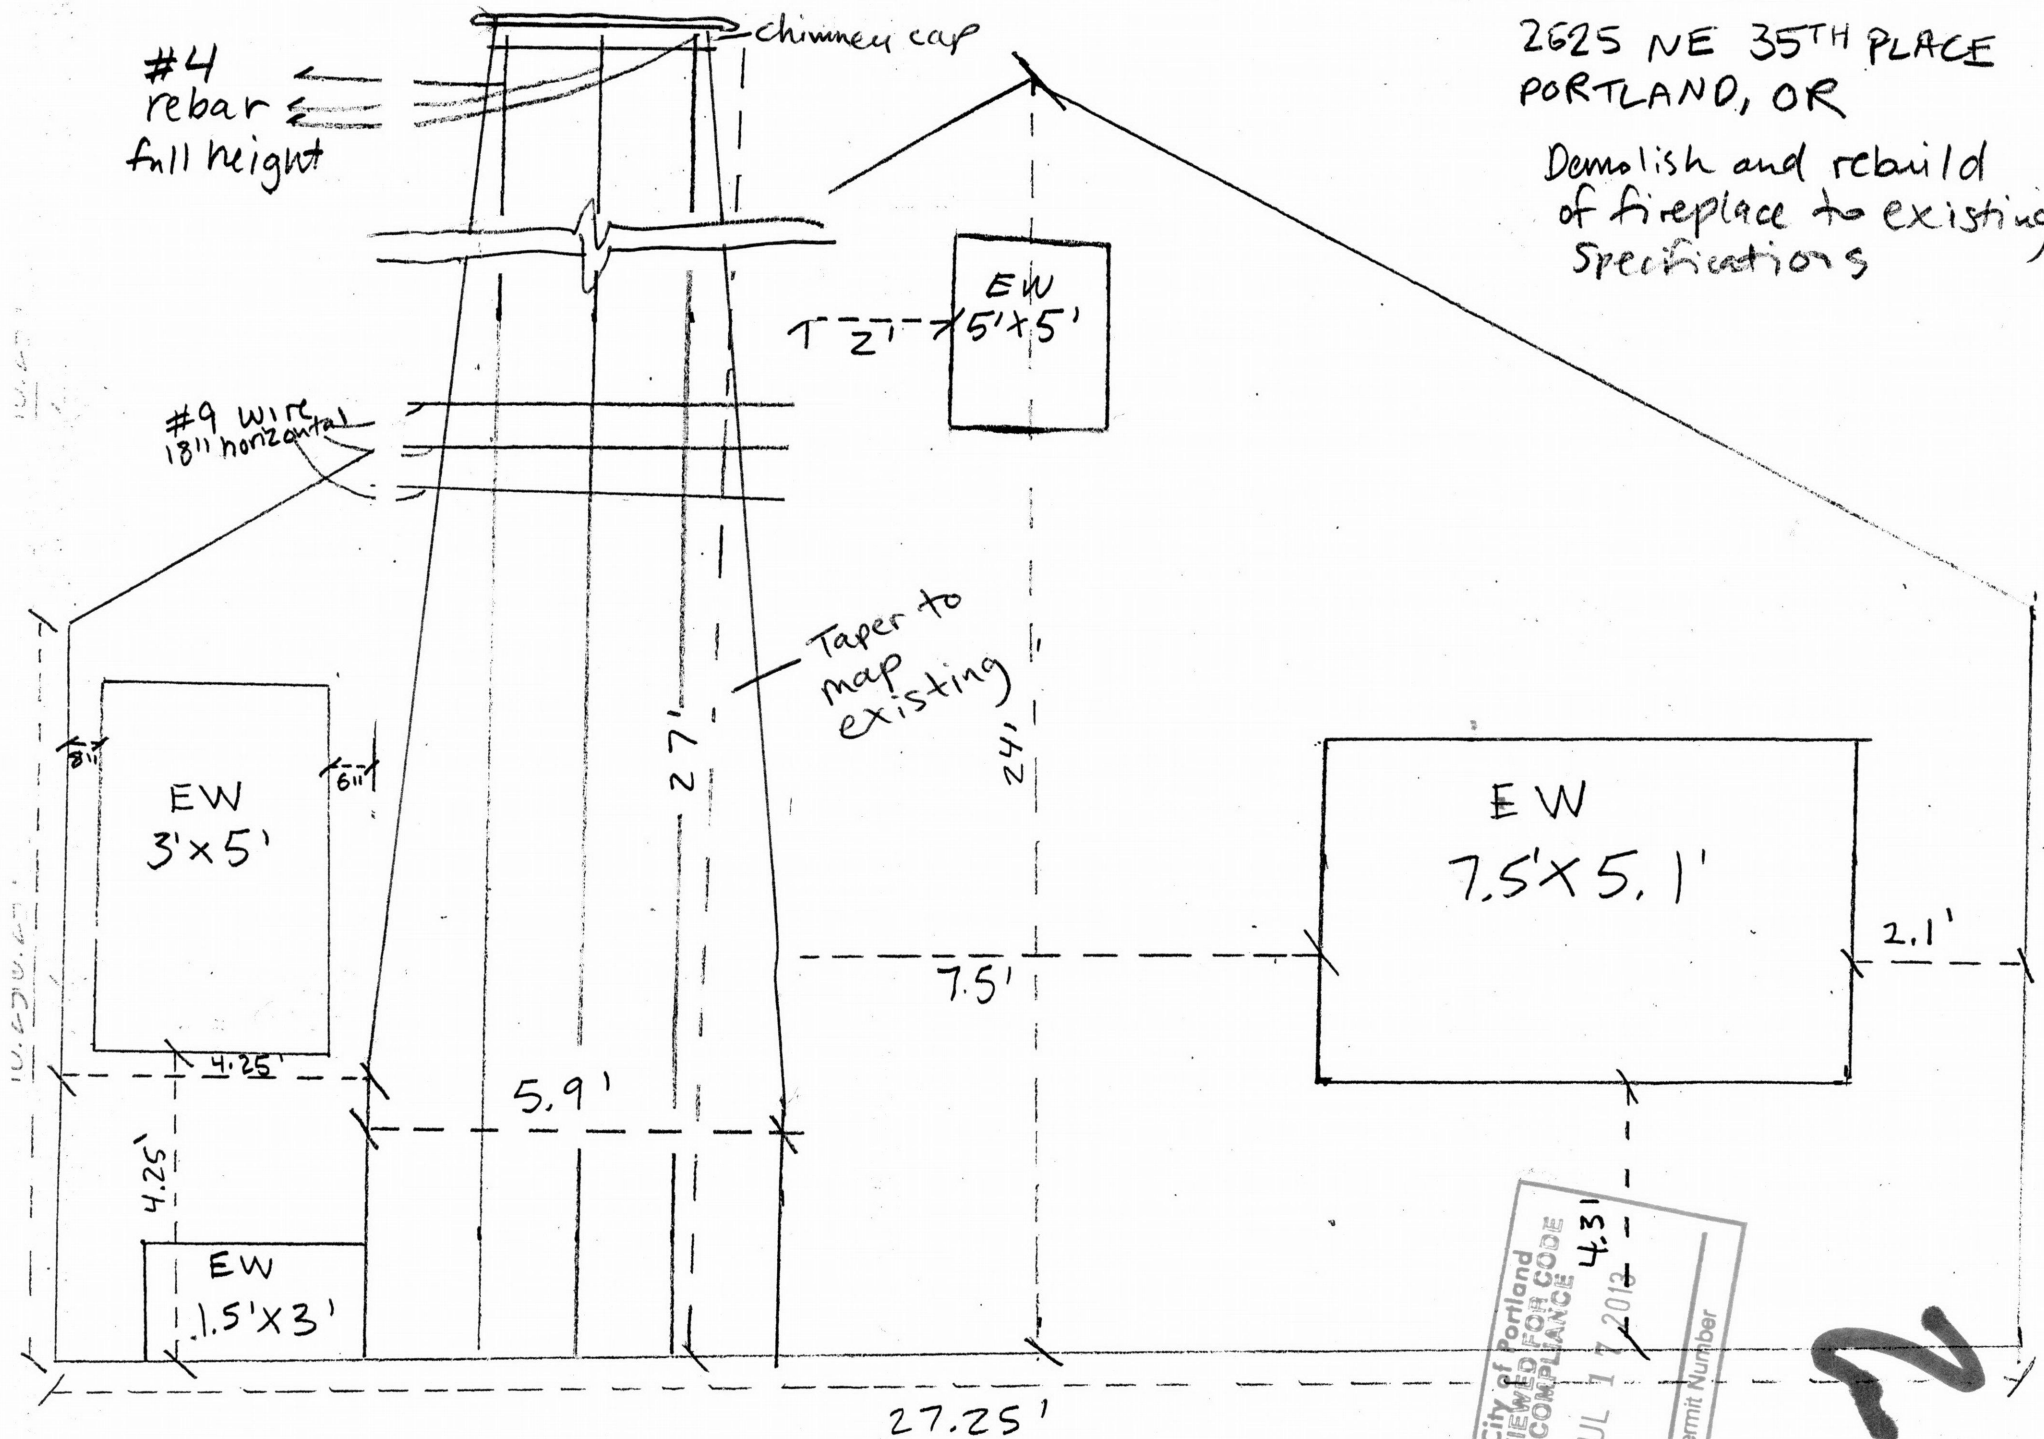 chimney cap
2625 NE 35TH PLACE
PORTLAND, OR
Demolish and rebuild
of fireplace to existing
Specifications
#4
rebar
full height
EW
5'X5'
2'
#9 wire
18" horizontal
Taper to
map
existing
27'
24'
8"
6"
EW
3'X5'
EW
7.5'X5.1'
2.1'
7.5'
4.25'
5.9'
4.25'
4.3'
EW
1.5'X3'
27.25'
City of Portland
REVIEWED FOR CODE
COMPLIANCE
JUL 17 2013
Permit Number